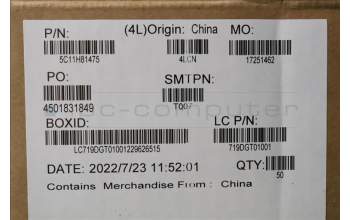 P/N: (4L)Origin: China MO:
5C11H81475 4LCN 17251462
PO: SMTPN:
4501831849 T007
BOXID: LC P/N:
LC719DGT01001229626515 719DGT01001
DATE: 2022/7/23 11:52:01 QTY:
50
Contains Merchandise From: China